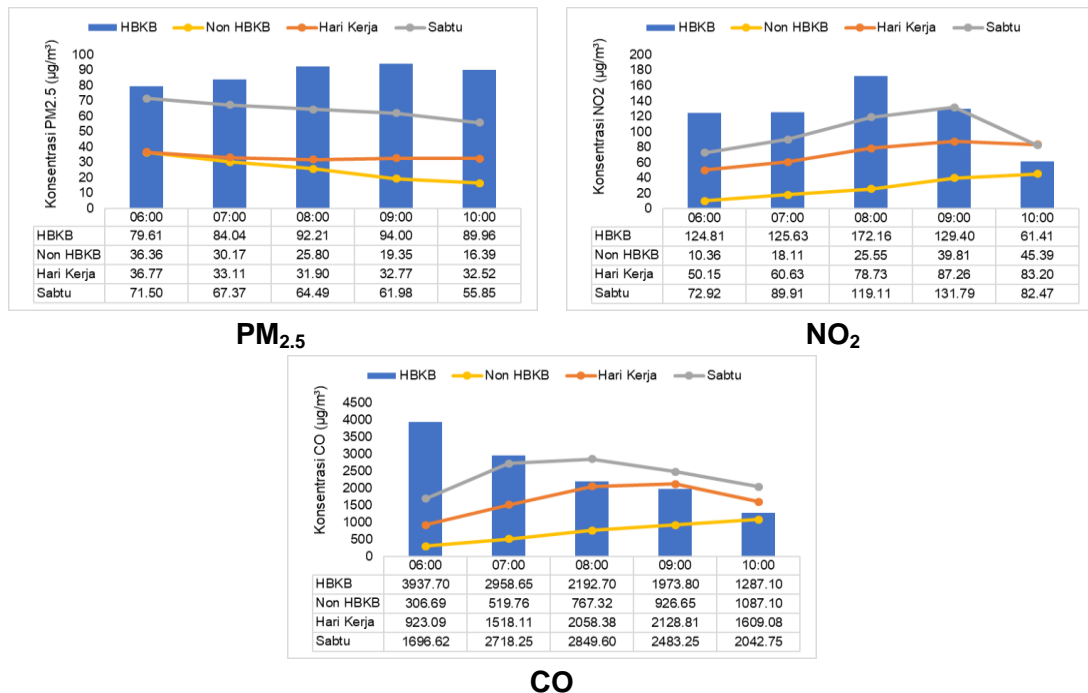 HBKB Non HBKB Hari Kerja Sabtu
Konsentrasi PM2.5 (µg/m³)
100
90
80
70
60
50
40
30
20
10
0
06:00 07:00 08:00 09:00 10:00
HBKB 79.61 84.04 92.21 94.00 89.96
Non HBKB 36.36 30.17 25.80 19.35 16.39
Hari Kerja 36.77 33.11 31.90 32.77 32.52
Sabtu 71.50 67.37 64.49 61.98 55.85
PM2.5
HBKB Non HBKB Hari Kerja Sabtu
Konsentrasi NO2 (µg/m³)
200
180
160
140
120
100
80
60
40
20
0
06:00 07:00 08:00 09:00 10:00
HBKB 124.81 125.63 172.16 129.40 61.41
Non HBKB 10.36 18.11 25.55 39.81 45.39
Hari Kerja 50.15 60.63 78.73 87.26 83.20
Sabtu 72.92 89.91 119.11 131.79 82.47
NO2
HBKB Non HBKB Hari Kerja Sabtu
Konsentrasi CO (µg/m³)
4500
4000
3500
3000
2500
2000
1500
1000
500
0
06:00 07:00 08:00 09:00 10:00
HBKB 3937.70 2958.65 2192.70 1973.80 1287.10
Non HBKB 306.69 519.76 767.32 926.65 1087.10
Hari Kerja 923.09 1518.11 2058.38 2128.81 1609.08
Sabtu 1696.62 2718.25 2849.60 2483.25 2042.75
CO